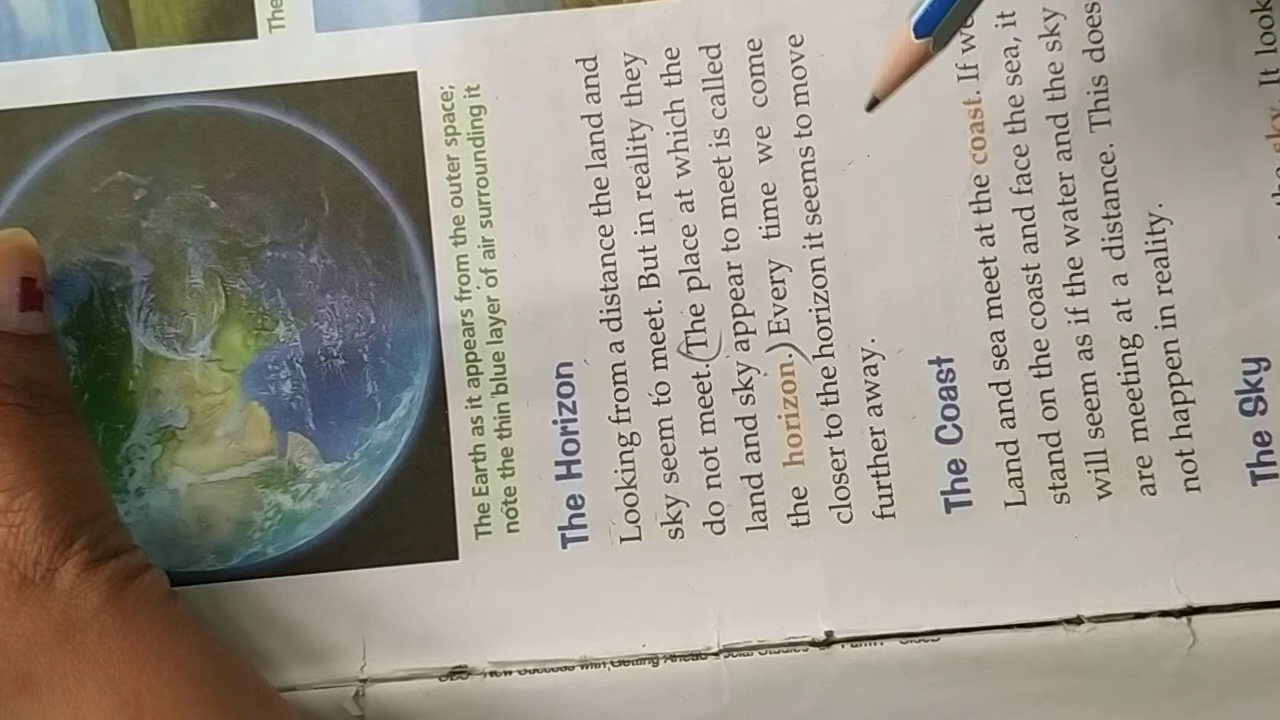 The
The Earth as it appears from the outer space;
note the thin blue layer of air surrounding it
The Horizon
Looking from a distance the land and
sky seem to meet. But in reality they
do not meet. (The place at which the
land and sky appear to meet is called
the horizon.) Every time we come
closer to the horizon it seems to move
further away.
The Coast
Land and sea meet at the coast. If we
stand on the coast and face the sea, it
will seem as if the water and the sky
are meeting at a distance. This does
not happen in reality.
The Sky
sky. It look